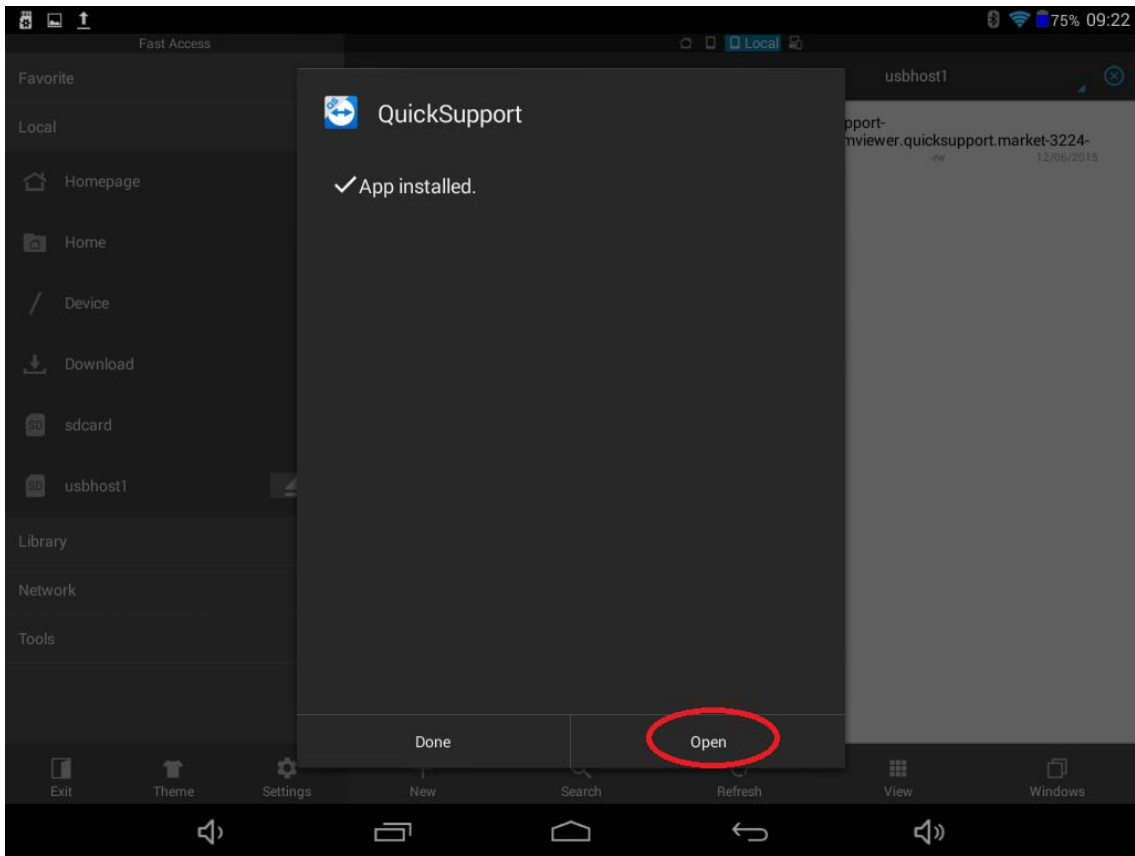 75% 09:22
Fast Access
Local
Favorite
usbhost1
QuickSupport
Local
pport-
mviewer.quicksupport.market-3224-
-rw 12/06/2015
Homepage
App installed.
Home
Device
Download
sdcard
usbhost1
Library
Network
Tools
Done
Open
Exit
Theme
Settings
New
Search
Refresh
View
Windows